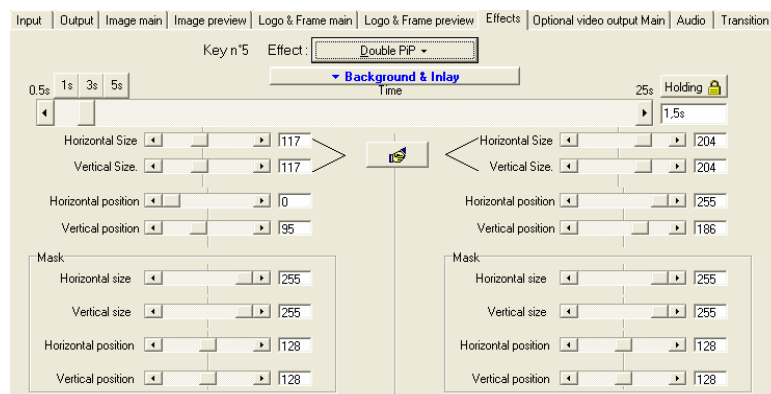 Input Output Image main Image preview Logo & Frame main Logo & Frame preview Effects Optional video output Main Audio Transition
Key n°5 Effect : Double PiP
Background & Inlay
0.5s 1s 3s 5s Time 25s Holding
1,5s
Horizontal Size 117 Horizontal Size 204
Vertical Size. 117 Vertical Size. 204
Horizontal position 0 Horizontal position 255
Vertical position 95 Vertical position 186
Mask Mask
Horizontal size 255 Horizontal size 255
Vertical size 255 Vertical size 255
Horizontal position 128 Horizontal position 128
Vertical position 128 Vertical position 128